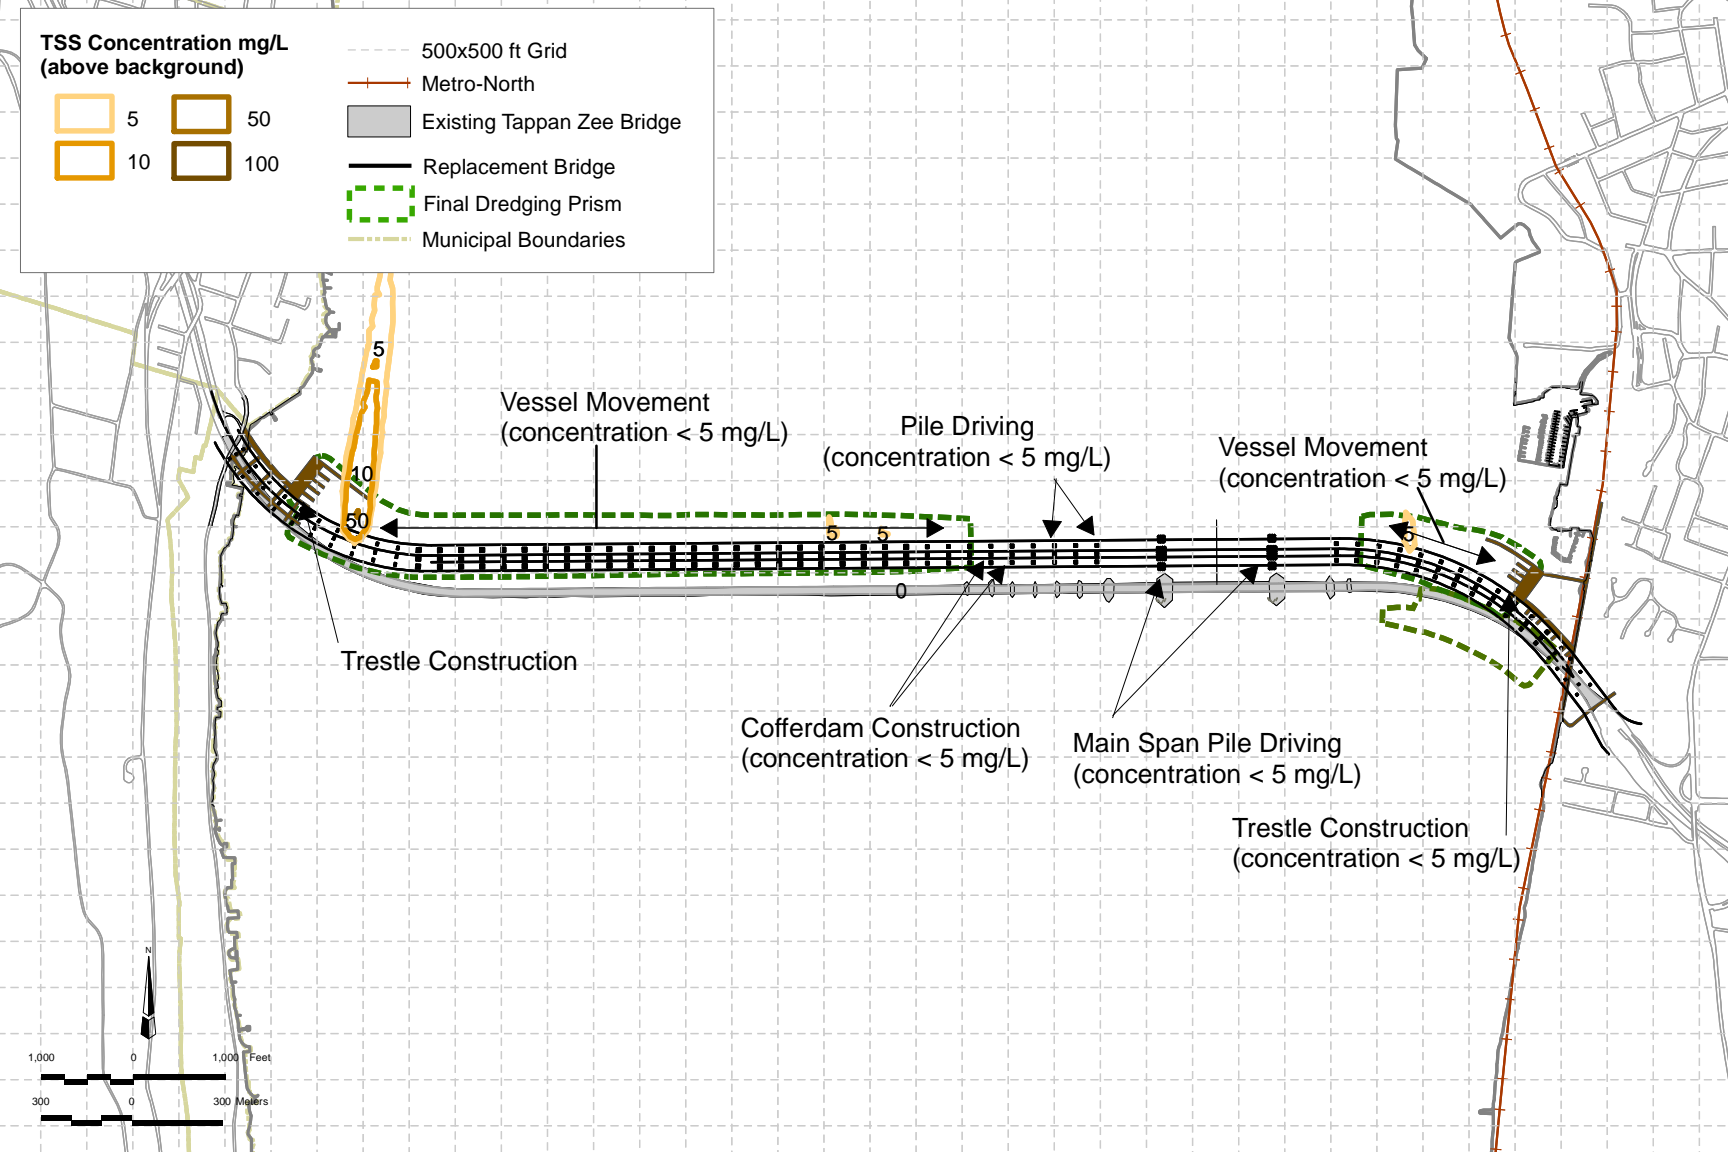 TSS Concentration mg/L
(above background)
5
50
10
100
500x500 ft Grid
Metro-North
Existing Tappan Zee Bridge
Replacement Bridge
Final Dredging Prism
Municipal Boundaries
5
10
50
Vessel Movement
(concentration < 5 mg/L)
Pile Driving
(concentration < 5 mg/L)
Vessel Movement
(concentration < 5 mg/L)
5
5
5
0
Trestle Construction
Cofferdam Construction
(concentration < 5 mg/L)
Main Span Pile Driving
(concentration < 5 mg/L)
Trestle Construction
(concentration < 5 mg/L)
N
1,000 0 1,000 Feet
300 0 300 Meters